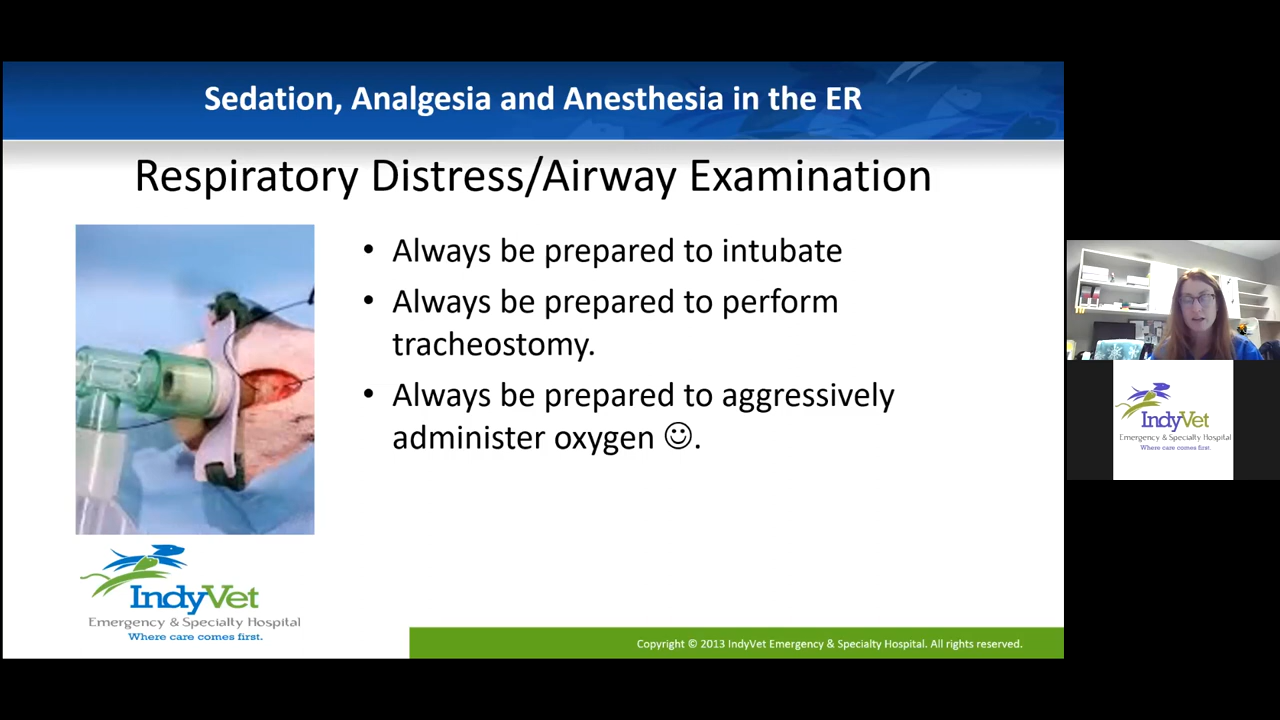 Sedation, Analgesia and Anesthesia in the ER
Respiratory Distress/Airway Examination
• Always be prepared to intubate
• Always be prepared to perform
tracheostomy.
• Always be prepared to aggressively
administer oxygen ☺.
IndyVet
Emergency & Specialty Hospital
Where care comes first.
Copyright © 2013 IndyVet Emergency & Specialty Hospital. All rights reserved.
IndyVet
Emergency & Specialty Hospital
Where care comes first.